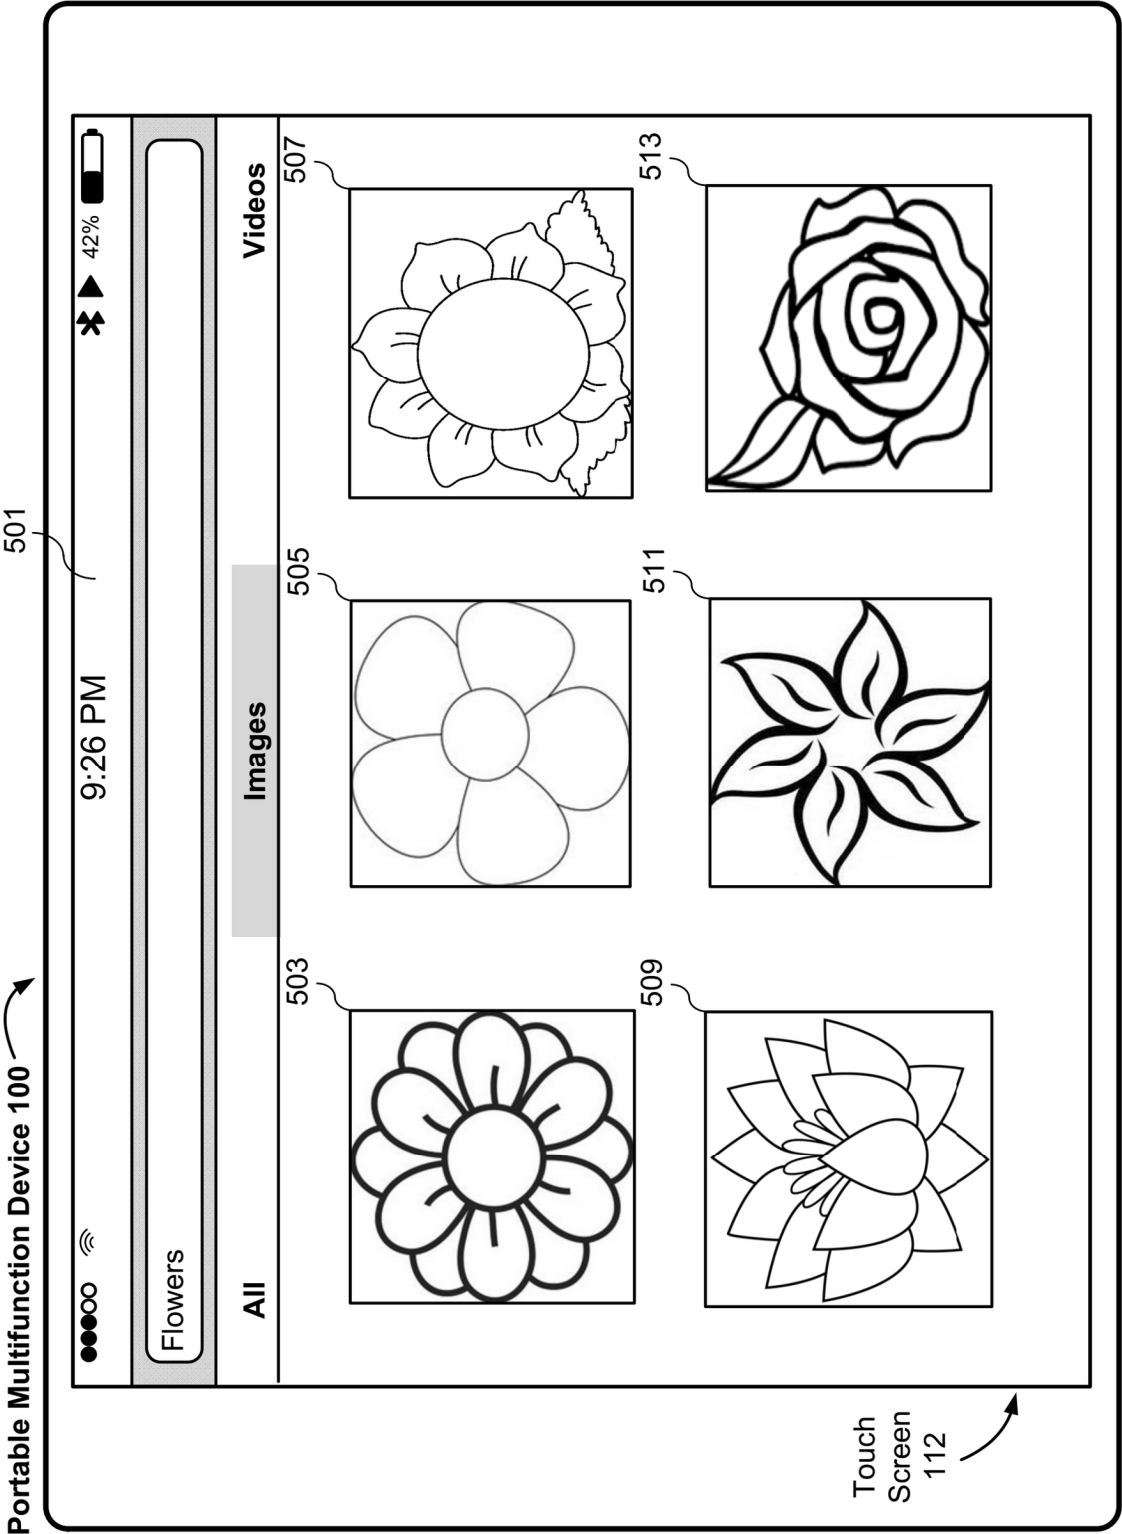 Portable Multifunction Device 100
501
9:26 PM
42%
Flowers
All
Images
Videos
503
505
507
509
511
513
Touch
Screen
112